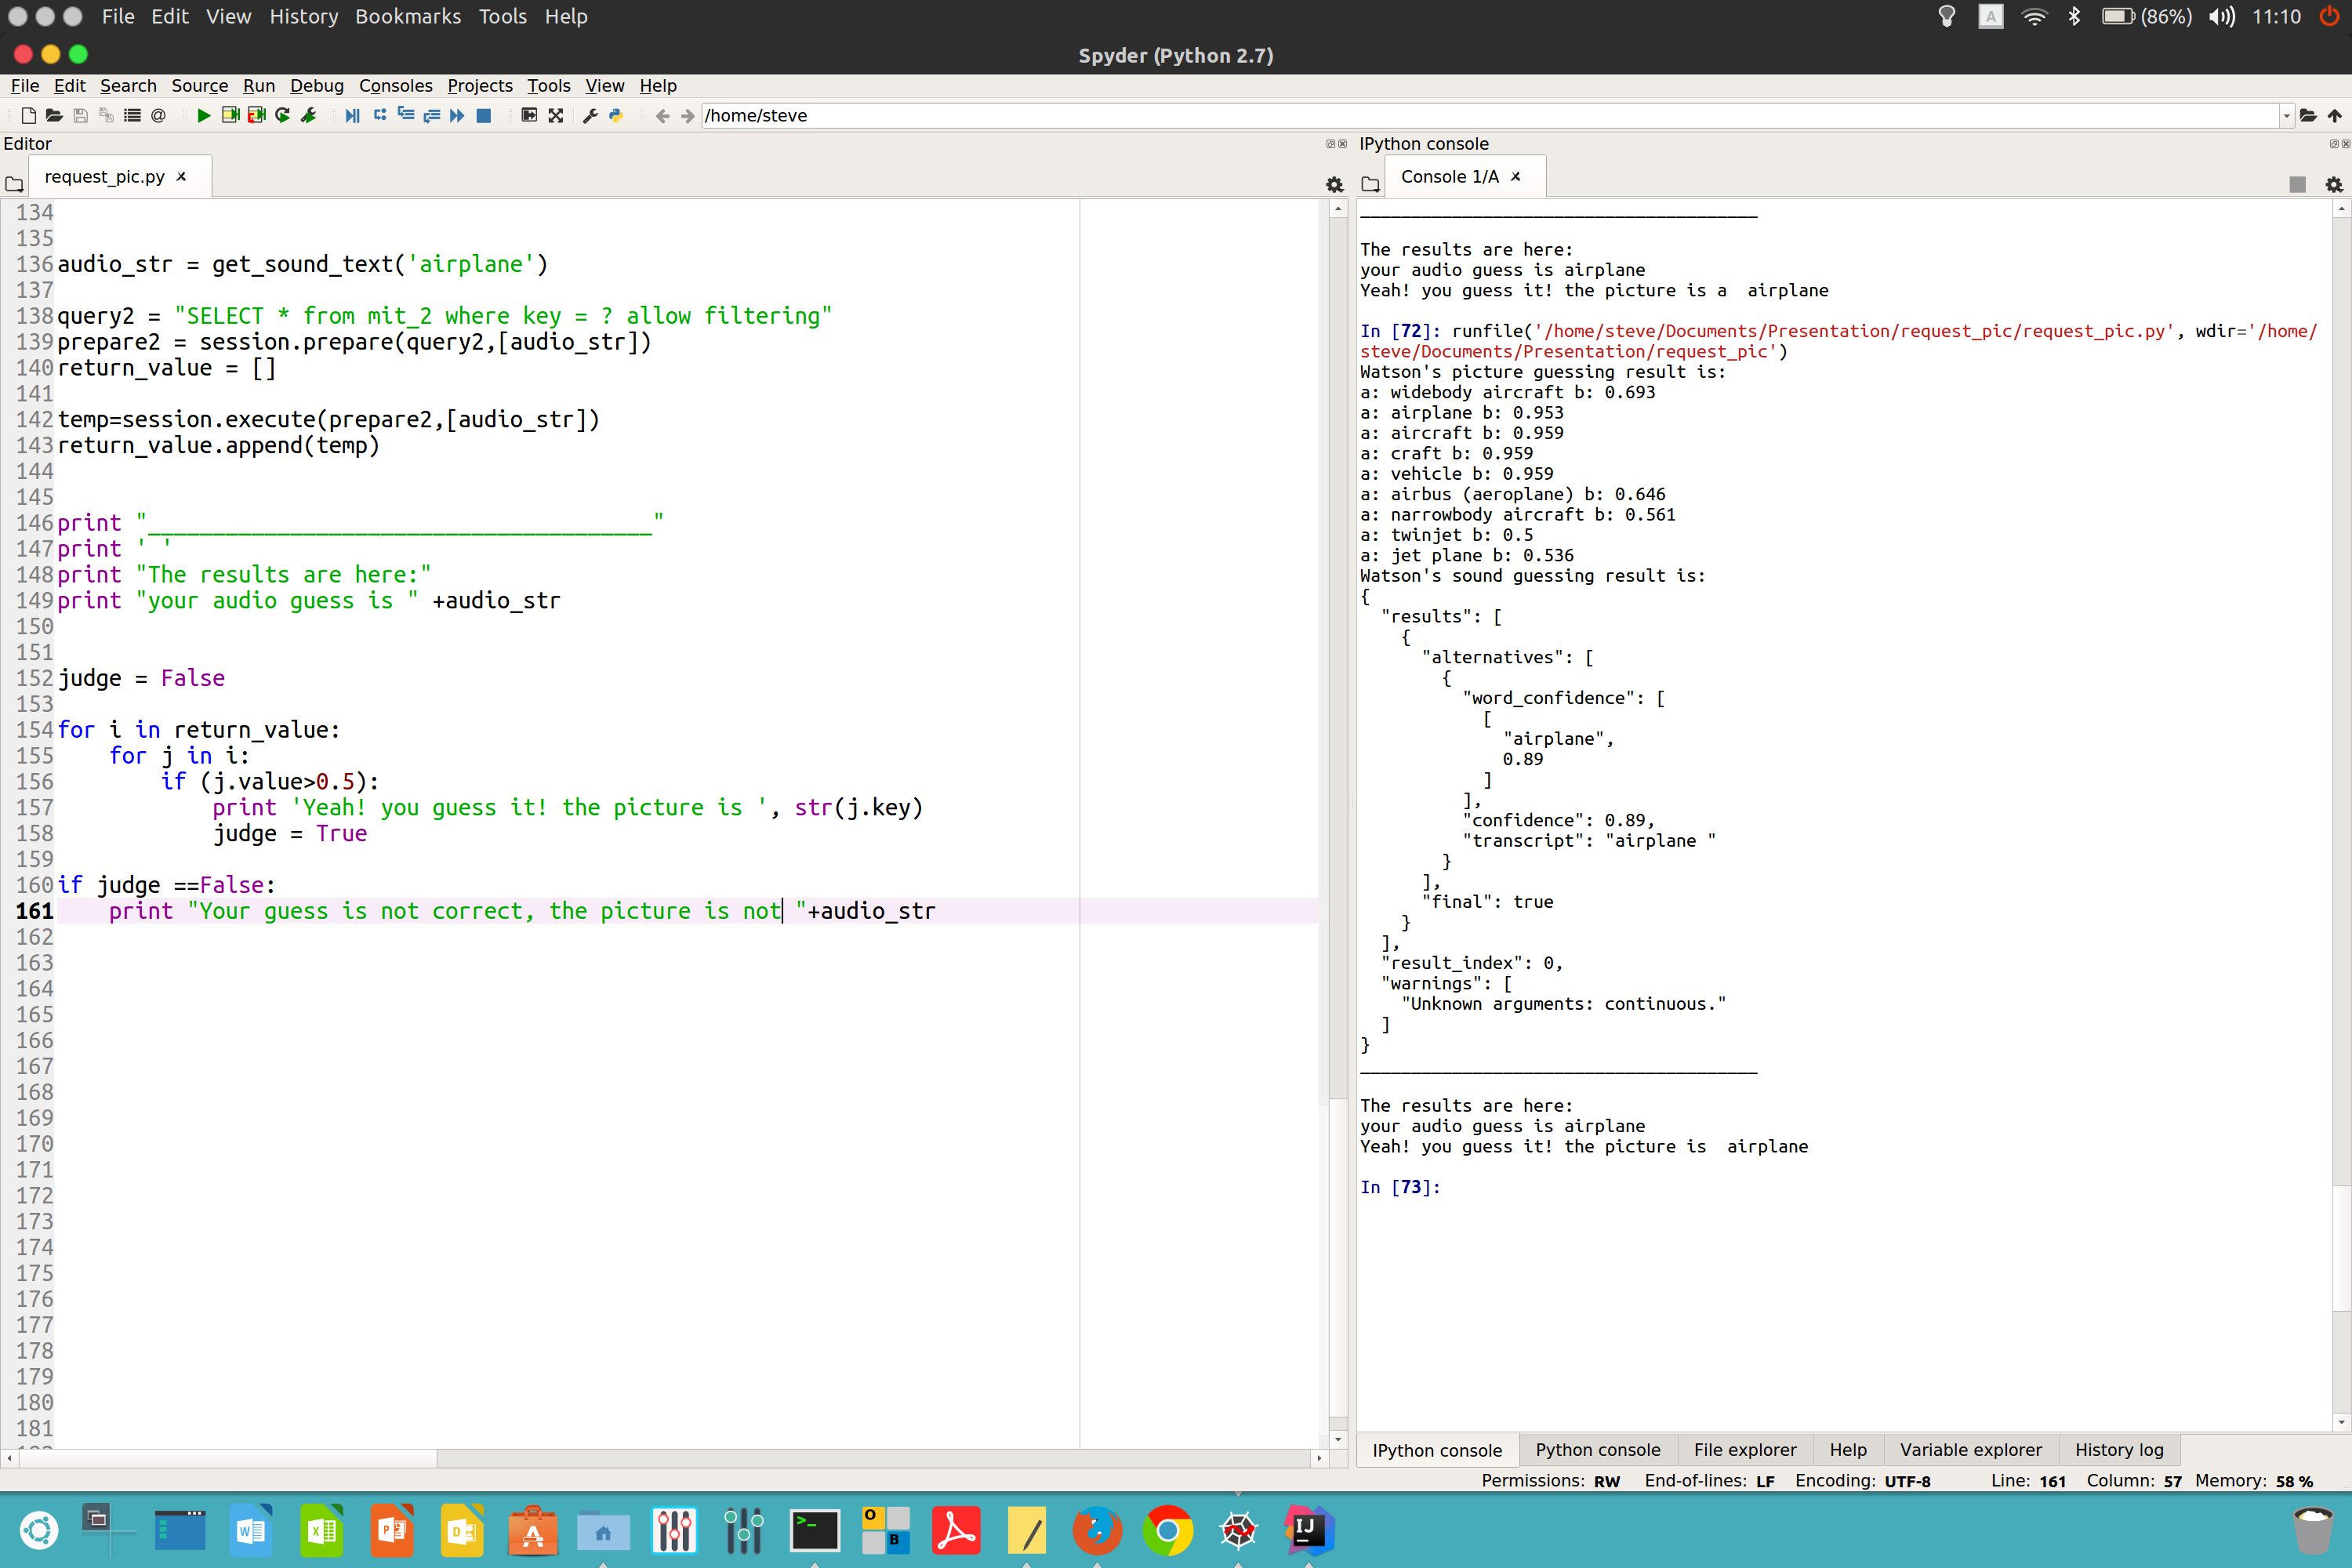 File Edit View History Bookmarks Tools Help
A (86%) 11:10
Spyder (Python 2.7)
File Edit Search Source Run Debug Consoles Projects Tools View Help
/home/steve
Editor
request_pic.py
134
135
136 audio_str = get_sound_text('airplane')
137
138 query2 = "SELECT * from mit_2 where key = ? allow filtering"
139 prepare2 = session.prepare(query2,[audio_str])
140 return_value = []
141
142 temp=session.execute(prepare2,[audio_str])
143 return_value.append(temp)
144
145
146 print "_______________________________________"
147 print ' '
148 print "The results are here:"
149 print "your audio guess is " +audio_str
150
151
152 judge = False
153
154 for i in return_value:
155     for j in i:
156         if (j.value>0.5):
157             print 'Yeah! you guess it! the picture is ', str(j.key)
158             judge = True
159
160 if judge ==False:
161     print "Your guess is not correct, the picture is not "+audio_str
162
163
164
165
166
167
168
169
170
171
172
173
174
175
176
177
178
179
180
181
IPython console
Console 1/A
_______________________________________
The results are here:
your audio guess is airplane
Yeah! you guess it! the picture is a  airplane
In [72]: runfile('/home/steve/Documents/Presentation/request_pic/request_pic.py', wdir='/home/
steve/Documents/Presentation/request_pic')
Watson's picture guessing result is:
a: widebody aircraft b: 0.693
a: airplane b: 0.953
a: aircraft b: 0.959
a: craft b: 0.959
a: vehicle b: 0.959
a: airbus (aeroplane) b: 0.646
a: narrowbody aircraft b: 0.561
a: twinjet b: 0.5
a: jet plane b: 0.536
Watson's sound guessing result is:
{
  "results": [
    {
      "alternatives": [
        {
          "word_confidence": [
            [
              "airplane",
              0.89
            ]
          ],
          "confidence": 0.89,
          "transcript": "airplane "
        }
      ],
      "final": true
    }
  ],
  "result_index": 0,
  "warnings": [
    "Unknown arguments: continuous."
  ]
}
_______________________________________
The results are here:
your audio guess is airplane
Yeah! you guess it! the picture is  airplane
In [73]:
IPython console Python console File explorer Help Variable explorer History log
Permissions: RW End-of-lines: LF Encoding: UTF-8 Line: 161 Column: 57 Memory: 58 %
W X P D A >_ O B IJ